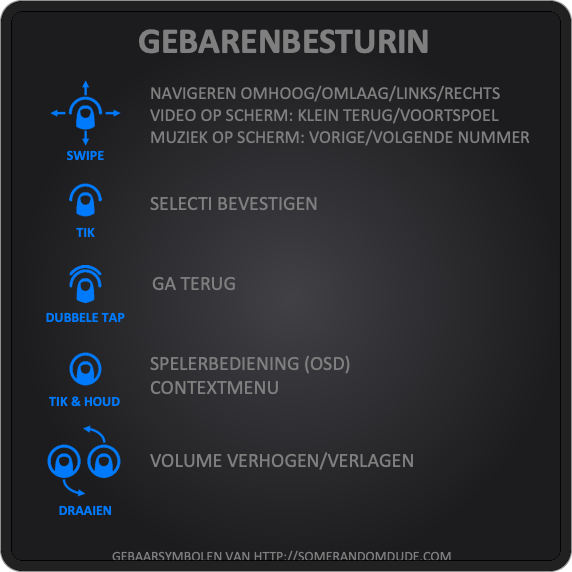 GEBARENBESTURIN
NAVIGEREN OMHOOG/OMLAAG/LINKS/RECHTS
VIDEO OP SCHERM: KLEIN TERUG/VOORTSPOEL
MUZIEK OP SCHERM: VORIGE/VOLGENDE NUMMER
SWIPE
SELECTI BEVESTIGEN
TIK
GA TERUG
DUBBELE TAP
SPELERBEDIENING (OSD)
CONTEXTMENU
TIK & HOUD
VOLUME VERHOGEN/VERLAGEN
DRAAIEN
GEBAARSYMBOLEN VAN HTTP://SOMERANDOMDUDE.COM